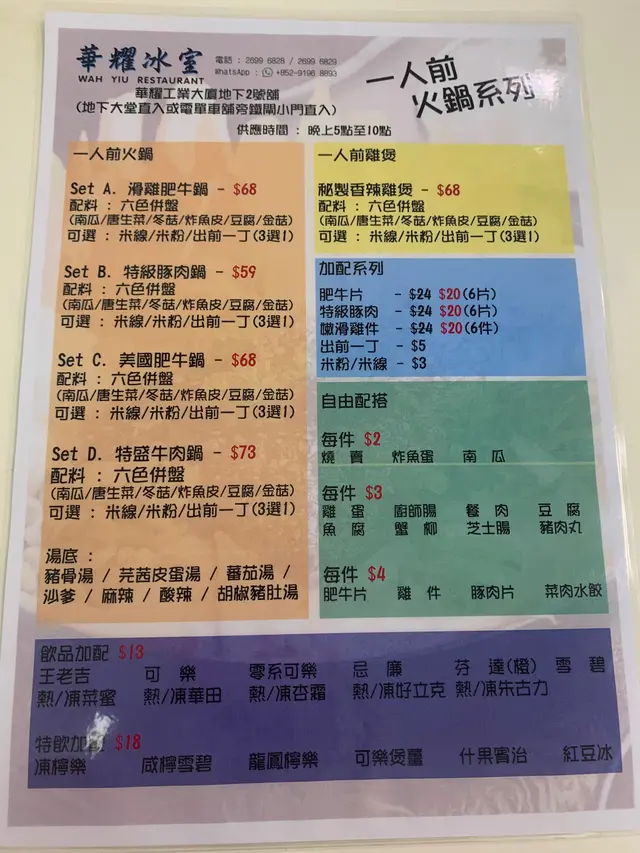 華耀冰室
WAH YIU RESTAURANT
電話 : 2699 6828 / 2699 6829
WhatsApp : +852-9196 8893
華耀工業大廈地下2號舖
(地下大堂直入或電單車舖旁鐵閘小門直入)
供應時間 : 晚上5點至10點
一人前
火鍋系列
一人前火鍋
Set A. 滑雞肥牛鍋 - $68
配料 : 六色併盤
(南瓜/唐生菜/冬菇/炸魚皮/豆腐/金菇)
可選 : 米線/米粉/出前一丁(3選1)
Set B. 特級豚肉鍋 - $59
配料 : 六色併盤
(南瓜/唐生菜/冬菇/炸魚皮/豆腐/金菇)
可選 : 米線/米粉/出前一丁(3選1)
Set C. 美國肥牛鍋 - $68
配料 : 六色併盤
(南瓜/唐生菜/冬菇/炸魚皮/豆腐/金菇)
可選 : 米線/米粉/出前一丁(3選1)
Set D. 特盛牛肉鍋 - $73
配料 : 六色併盤
(南瓜/唐生菜/冬菇/炸魚皮/豆腐/金菇)
可選 : 米線/米粉/出前一丁(3選1)
湯底 :
豬骨湯 / 芫茜皮蛋湯 / 蕃茄湯 /
沙爹 / 麻辣 / 酸辣 / 胡椒豬肚湯
一人前雞煲
秘製香辣雞煲 - $68
配料 : 六色併盤
(南瓜/唐生菜/冬菇/炸魚皮/豆腐/金菇)
可選 : 米線/米粉/出前一丁(3選1)
加配系列
肥牛片 - $24 $20(6片)
特級豚肉 - $24 $20(6片)
嫩滑雞件 - $24 $20(6件)
出前一丁 - $5
米粉/米線 - $3
自由配搭
每件 $2
燒賣 炸魚蛋 南瓜
每件 $3
雞蛋 廚師腸 餐肉 豆腐
魚腐 蟹柳 芝士腸 豬肉丸
每件 $4
肥牛片 雞件 豚肉片 菜肉水餃
飲品加配 $13
王老吉 可樂 零系可樂 忌廉 芬達(橙) 雪碧
熱/凍菜蜜 熱/凍華田 熱/凍杏霜 熱/凍好立克 熱/凍朱古力
特飲加配 $18
凍檸樂 咸檸雪碧 龍鳳檸樂 可樂煲薑 什果賓治 紅豆冰